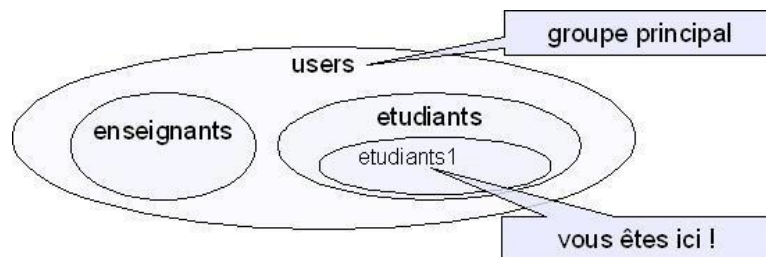 groupe principal
users
enseignants
etudiants
etudiants1
vous êtes ici !